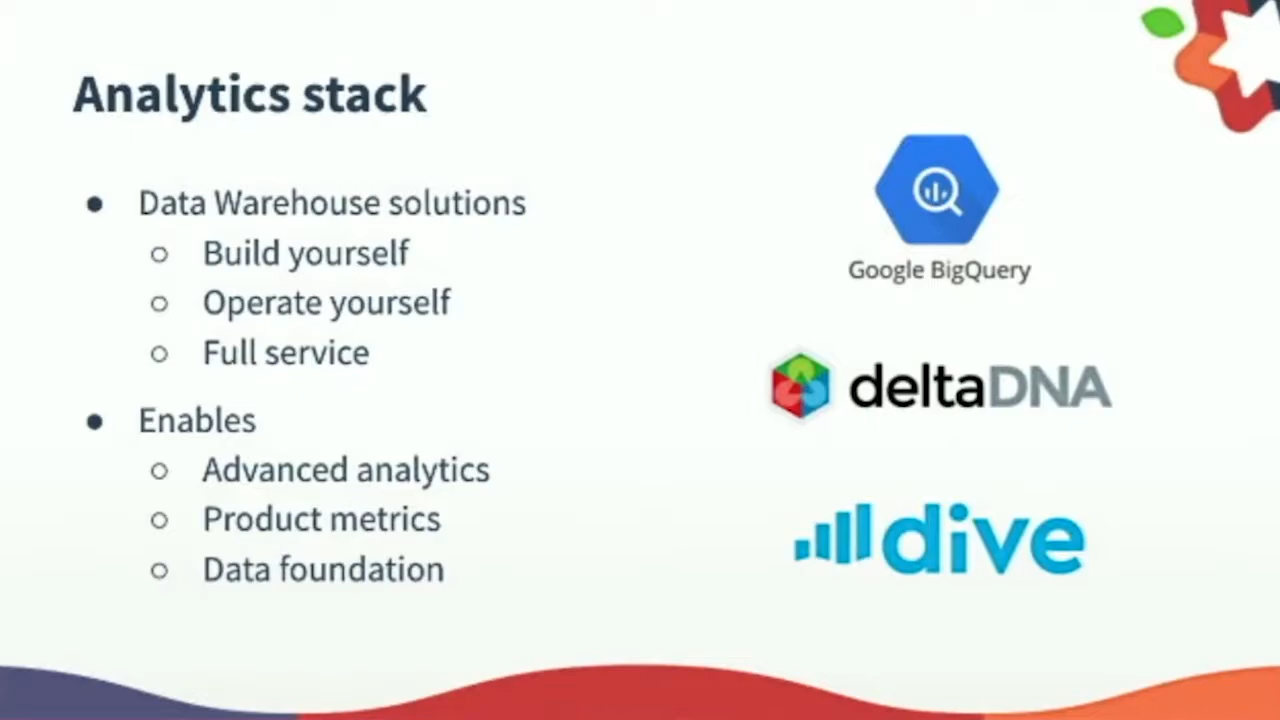 Analytics stack
● Data Warehouse solutions
○ Build yourself
○ Operate yourself
○ Full service
● Enables
○ Advanced analytics
○ Product metrics
○ Data foundation
Google BigQuery
deltaDNA
dive